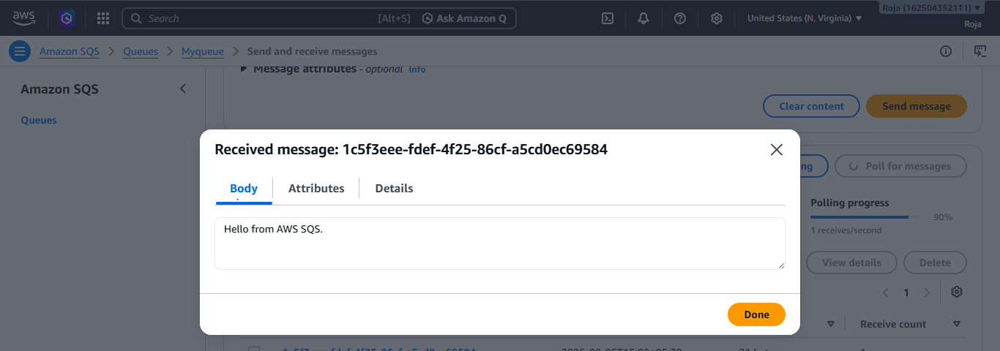 aws
Search [Alt+S] Ask Amazon Q United States (N. Virginia) Roja (162504352111)
Roja
Amazon SQS Queues Myqueue Send and receive messages
Message attributes - optional Info
Amazon SQS
Queues
Clear content Send message
Received message: 1c5f3eee-fdef-4f25-86cf-a5cd0ec69584
Poll for messages
Body Attributes Details
Polling progress
90%
1 receives/second
Hello from AWS SQS.
View details Delete
1
Done
Receive count